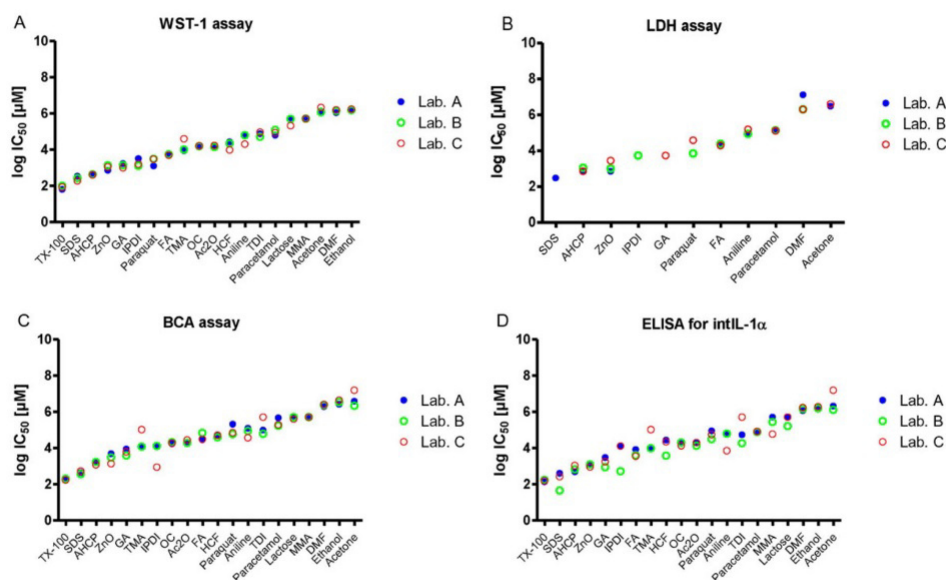 A
WST-1 assay
log IC50 [µM]
10
8
6
4
2
0
TX-100
SDS
AHCP
ZnO
GA
IPDI
Paraquat
FA
TMA
OC
Ac2O
HCF
Aniline
TDI
Paracetamol
Lactose
MMA
Acetone
DMF
Ethanol
Lab. A
Lab. B
Lab. C
B
LDH assay
log IC50 [µM]
10
8
6
4
2
0
SDS
AHCP
ZnO
IPDI
GA
Paraquat
FA
Aniliine
Paracetamol
DMF
Acetone
Lab. A
Lab. B
Lab. C
C
BCA assay
log IC50 [µM]
10
8
6
4
2
0
TX-100
SDS
AHCP
ZnO
GA
TMA
IPDI
OC
Ac2O
FA
HCF
Paraquat
Aniline
TDI
Paracetamol
Lactose
MMA
DMF
Ethanol
Acetone
Lab. A
Lab. B
Lab. C
D
ELISA for intIL-1α
log IC50 [µM]
10
8
6
4
2
0
TX-100
SDS
AHCP
ZnO
GA
IPDI
FA
TMA
HCF
OC
Ac2O
Paraquat
Aniline
TDI
Paracetamol
MMA
Lactose
DMF
Ethanol
Acetone
Lab. A
Lab. B
Lab. C